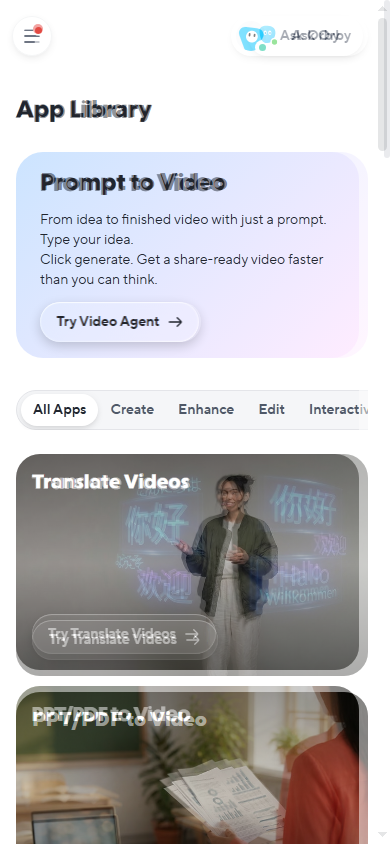 Ask Orby
App Library
Prompt to Video
From idea to finished video with just a prompt.
Type your idea.
Click generate. Get a share-ready video faster
than you can think.
Try Video Agent
All Apps
Create
Enhance
Edit
Translate Videos
你好
你好
欢迎
Try Translate Videos
PPT/PDF to Video